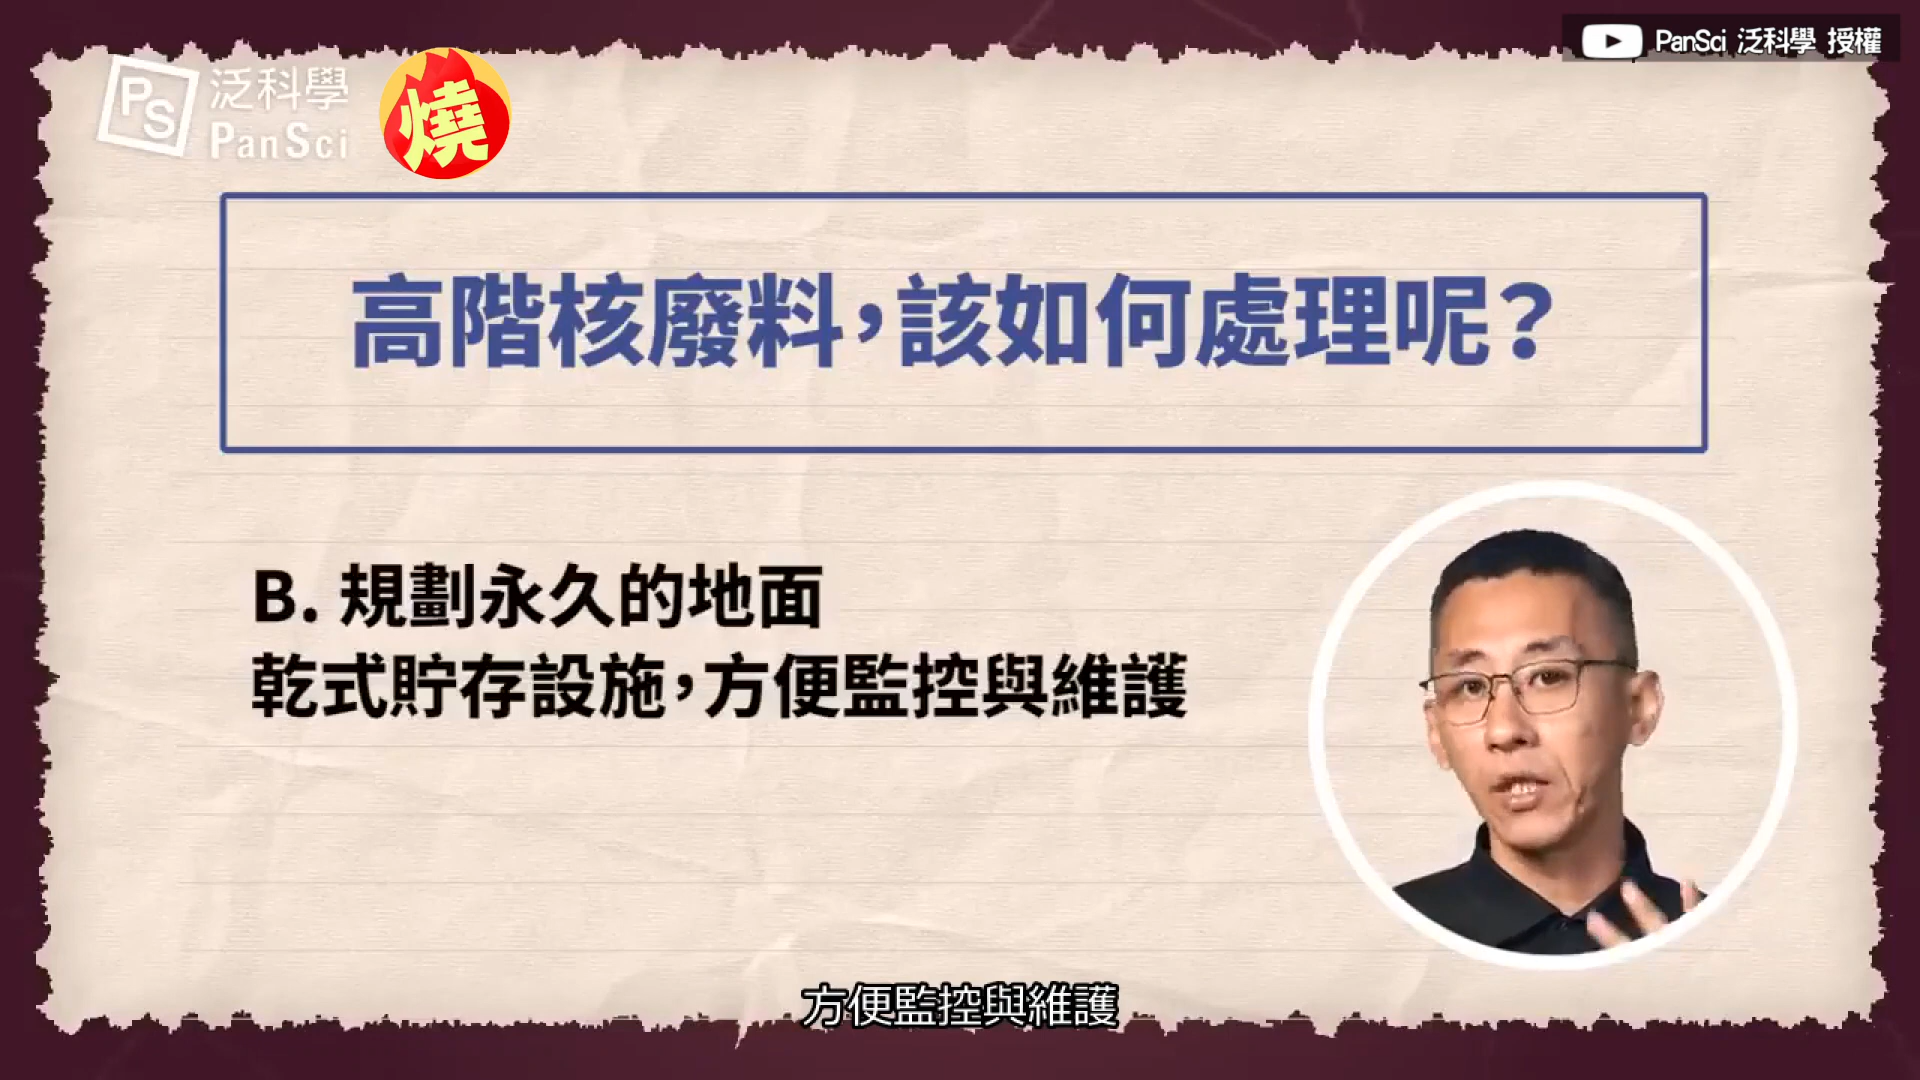 PanSci 泛科學 授權
PS 泛科學
PanSci
燒
高階核廢料,該如何處理呢?
B. 規劃永久的地面
乾式貯存設施,方便監控與維護
方便監控與維護